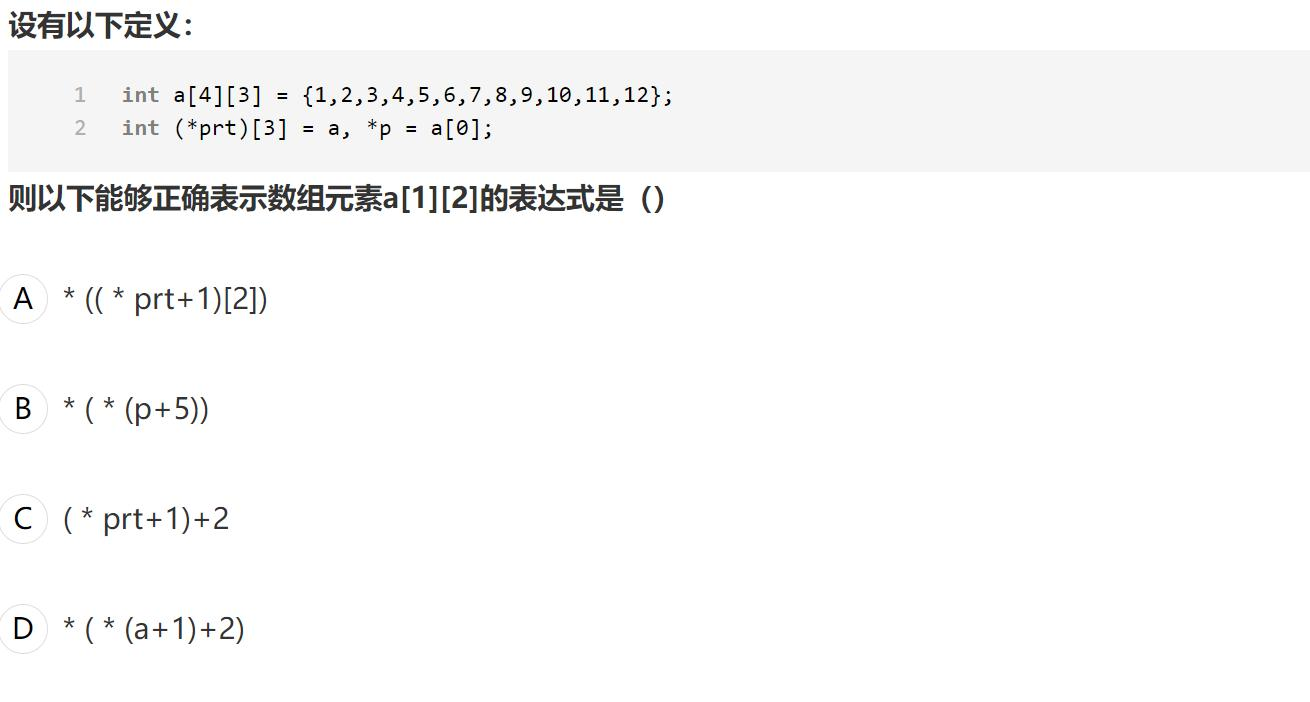 设有以下定义：
1 int a[4][3] = {1,2,3,4,5,6,7,8,9,10,11,12};
2 int (*prt)[3] = a, *p = a[0];
则以下能够正确表示数组元素a[1][2]的表达式是（）
A * (( * prt+1)[2])
B * ( * (p+5))
C ( * prt+1)+2
D * ( * (a+1)+2)